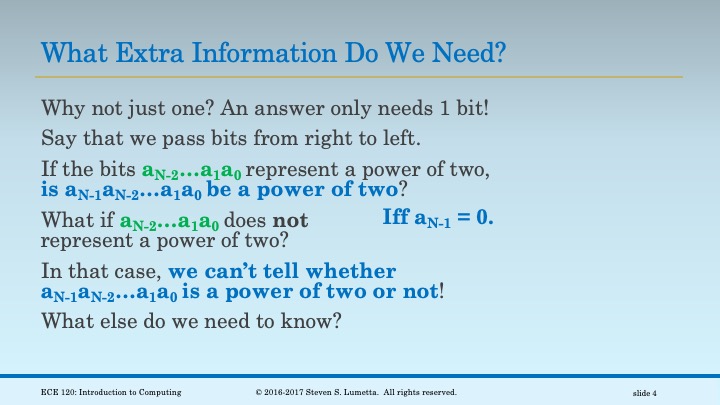 What Extra Information Do We Need?
Why not just one? An answer only needs 1 bit!
Say that we pass bits from right to left.
If the bits a_{N-2}…a₁a₀ represent a power of two,
is a_{N-1}a_{N-2}…a₁a₀ be a power of two?
What if a_{N-2}…a₁a₀ does not
represent a power of two?
Iff a_{N-1} = 0.
In that case, we can’t tell whether
a_{N-1}a_{N-2}…a₁a₀ is a power of two or not!
What else do we need to know?
ECE 120: Introduction to Computing
© 2016-2017 Steven S. Lumetta. All rights reserved.
slide 4